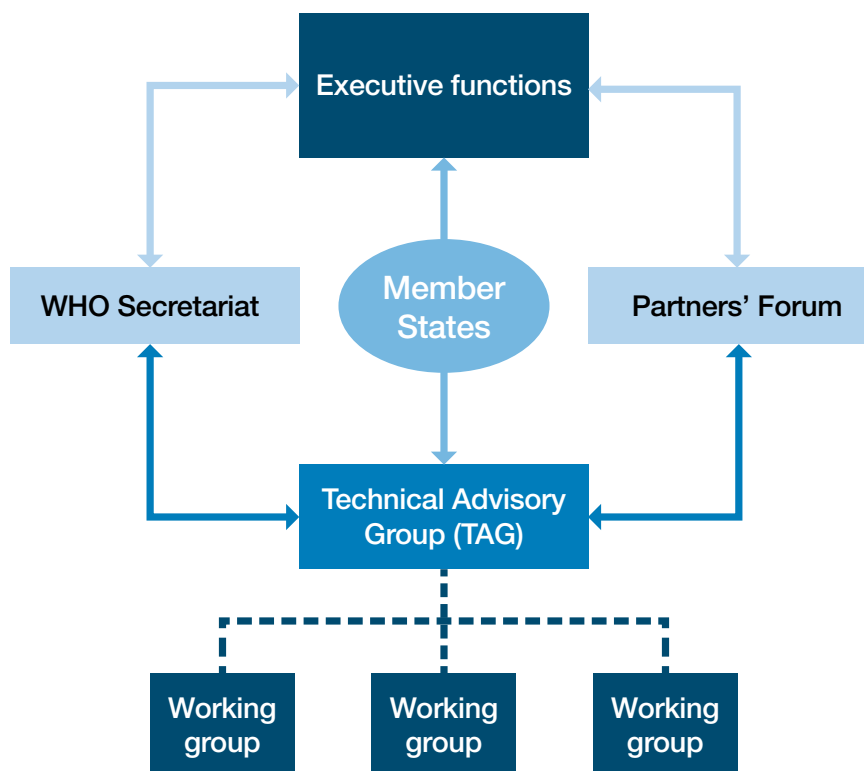 Executive functions
WHO Secretariat
Member
States
Partners’ Forum
Technical Advisory
Group (TAG)
Working
group
Working
group
Working
group